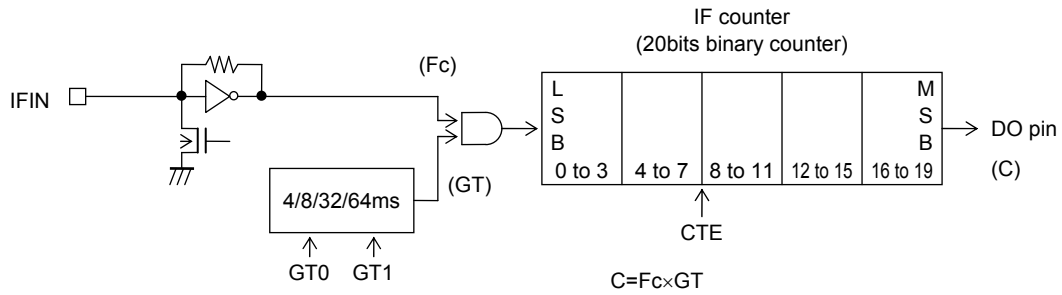 IF counter
(20bits binary counter)
(Fc)
IFIN
L
S
B
M
S
B
DO pin
(C)
0 to 3
4 to 7
8 to 11
12 to 15
16 to 19
(GT)
4/8/32/64ms
CTE
GT0
GT1
C=Fc×GT